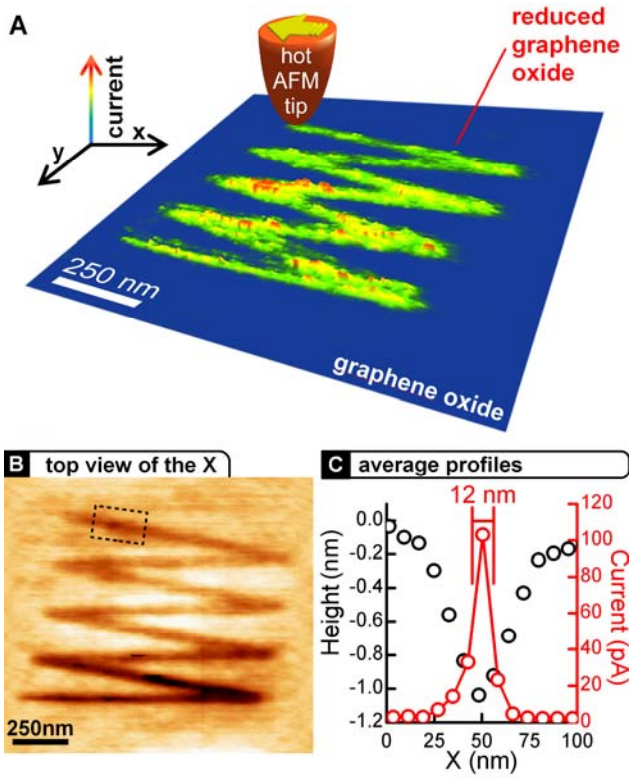 A
hot
AFM
tip
reduced
graphene
oxide
current
x
y
250 nm
graphene oxide
B top view of the X
250nm
C average profiles
12 nm
0.0
-0.2
-0.4
-0.6
-0.8
-1.0
-1.2
Height (nm)
120
100
80
60
40
20
0
Current (pA)
0 25 50 75 100
X (nm)